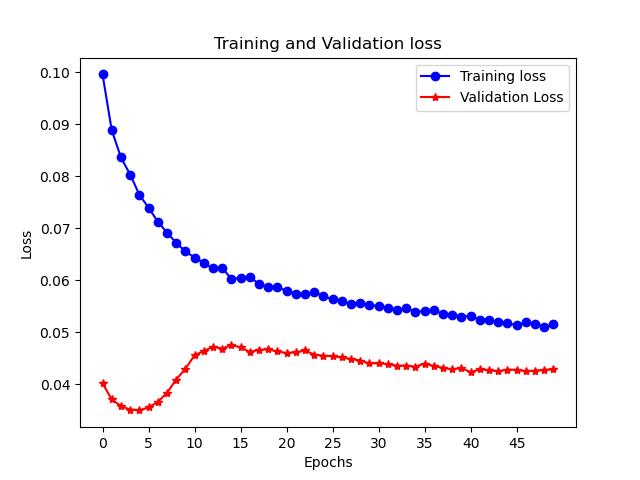 Training and Validation loss
Training loss
Validation Loss
0.10
0.09
0.08
0.07
0.06
0.05
0.04
Loss
0 5 10 15 20 25 30 35 40 45
Epochs